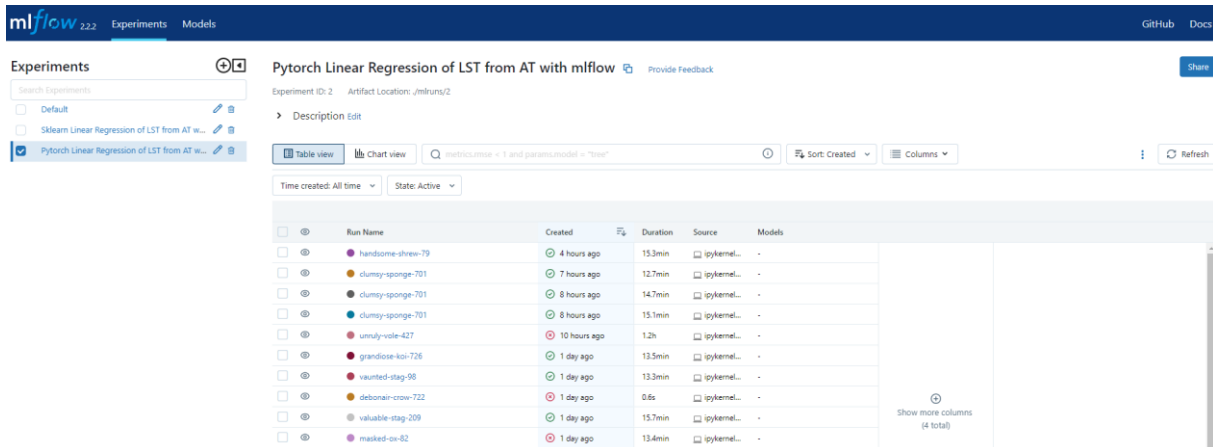 mlflow 2.2.2 Experiments Models GitHub Docs
Experiments
Search Experiments
Default
Sklearn Linear Regression of LST from AT w...
Pytorch Linear Regression of LST from AT w...
Pytorch Linear Regression of LST from AT with mlflow Provide Feedback Share
Experiment ID: 2 Artifact Location: ./mlruns/2
Description Edit
Table view Chart view metrics.rmse < 1 and params.model = "tree" Sort: Created Columns Refresh
Time created: All time State: Active
Run Name Created Duration Source Models
handsome-shrew-79 4 hours ago 15.3min ipykernel... -
clumsy-sponge-701 7 hours ago 12.7min ipykernel... -
clumsy-sponge-701 8 hours ago 14.7min ipykernel... -
clumsy-sponge-701 8 hours ago 15.1min ipykernel... -
unruly-vole-427 10 hours ago 1.2h ipykernel... -
grandiose-koi-726 1 day ago 13.5min ipykernel... -
vaunted-stag-98 1 day ago 13.3min ipykernel... -
debonair-crow-722 1 day ago 0.6s ipykernel... -
valuable-stag-209 1 day ago 15.7min ipykernel... -
masked-ox-82 1 day ago 13.4min ipykernel... -
Show more columns
(4 total)